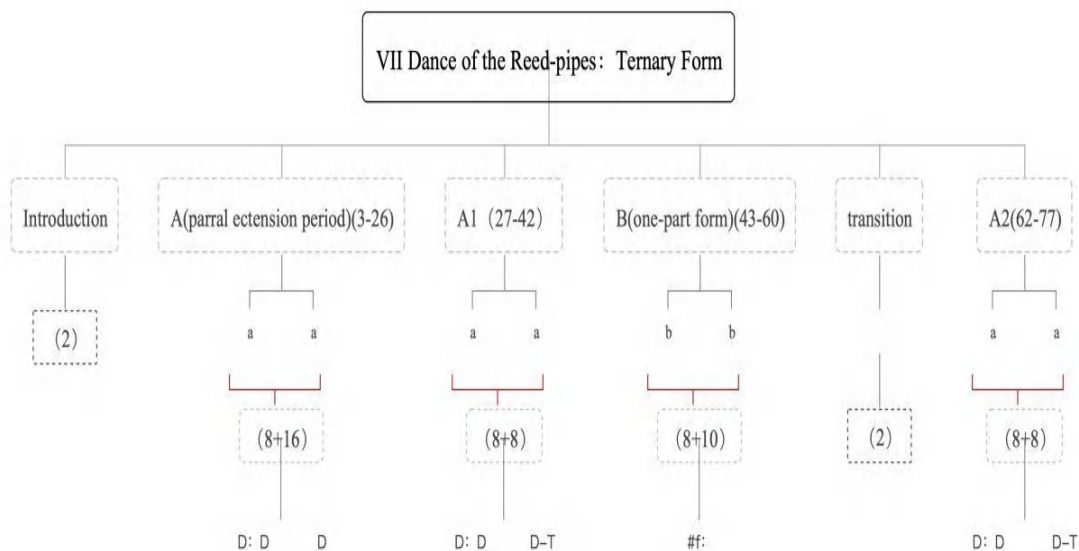 VII Dance of the Reed-pipes: Ternary Form
Introduction
A(parral ectension period)(3-26)
A1 (27-42)
B(one-part form)(43-60)
transition
A2(62-77)
a a
a a
b b
a a
(2)
(8+16)
(8+8)
(8+10)
(2)
(8+8)
D: D D
D: D D-T
#f:
D: D D-T